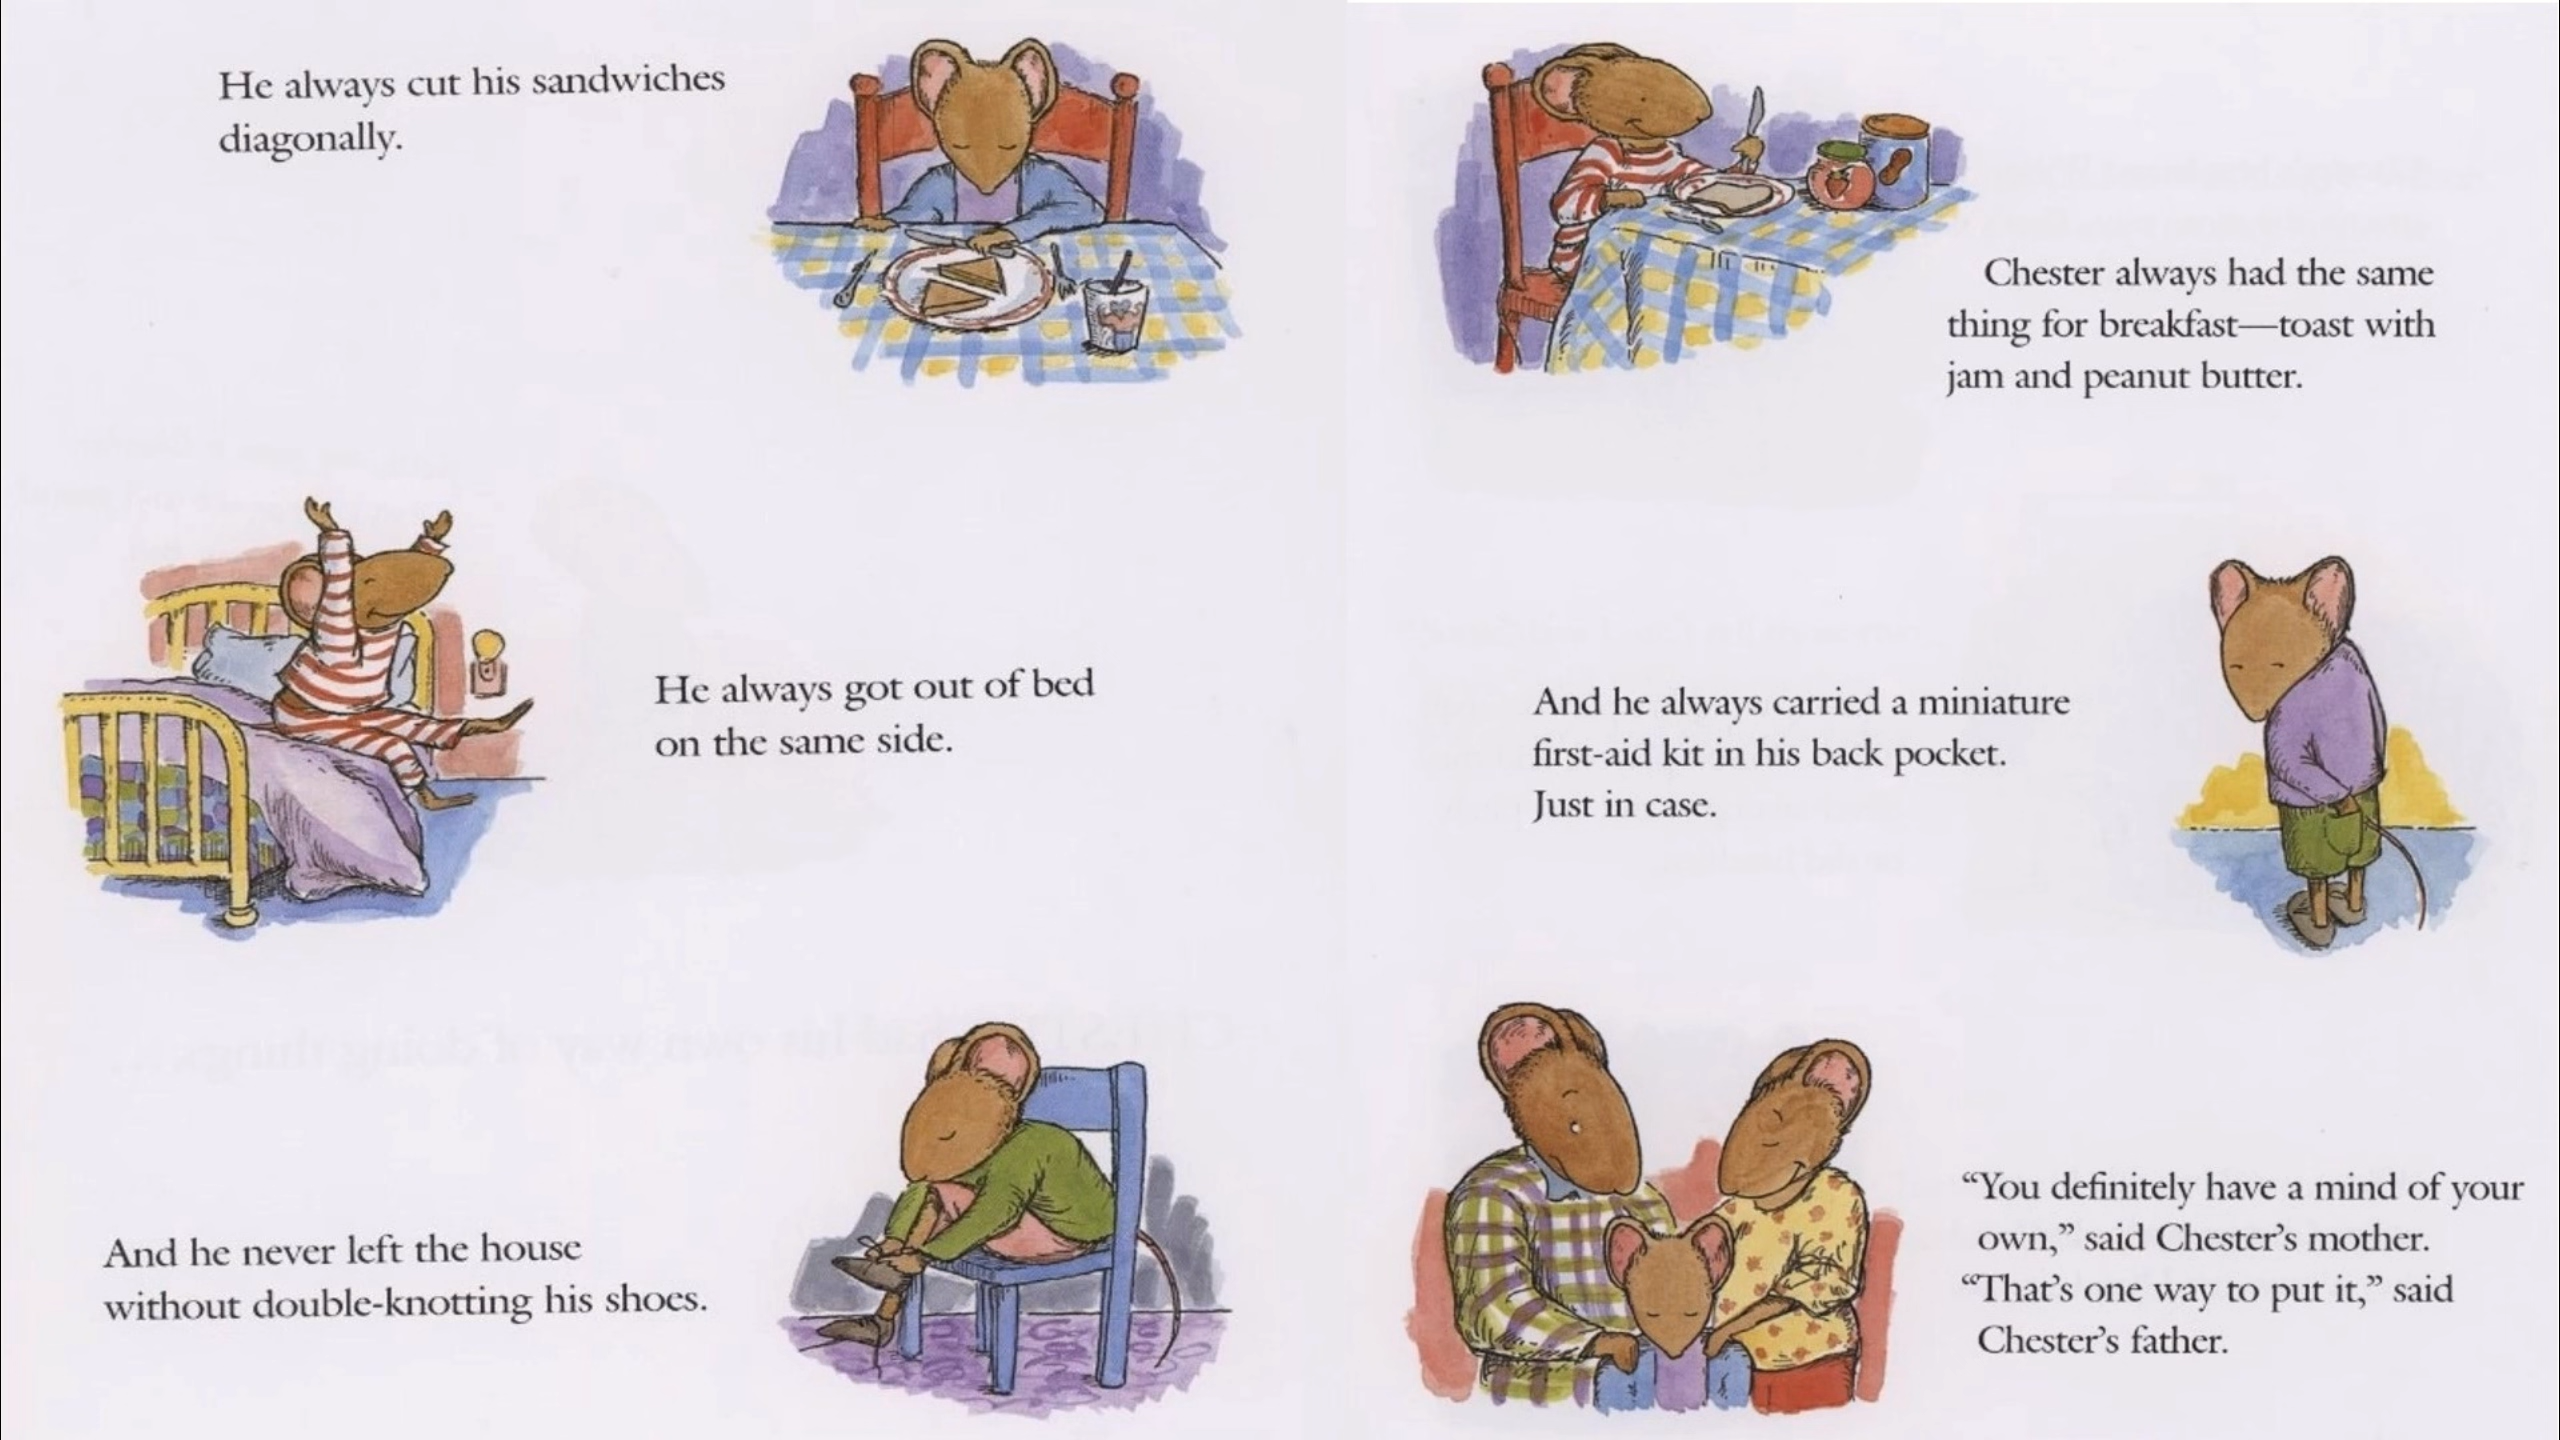 He always cut his sandwiches
diagonally.
He always got out of bed
on the same side.
And he never left the house
without double-knotting his shoes.
Chester always had the same
thing for breakfast—toast with
jam and peanut butter.
And he always carried a miniature
first-aid kit in his back pocket.
Just in case.
“You definitely have a mind of your
own,” said Chester’s mother.
“That’s one way to put it,” said
Chester’s father.